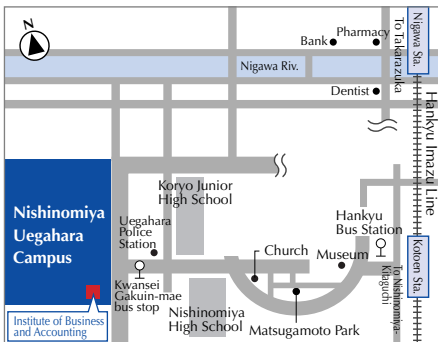 N
Pharmacy
Bank
To Takarazuka
Nigawa Sta.
Nigawa Riv.
Dentist
Hankyu Imazu Line
Koryo Junior
High School
Nishinomiya
Uegahara
Campus
Uegahara
Police
Station
Hankyu
Bus Station
Kotoen Sta.
Church
Museum
To Nishinomiya-
Kitaguchi
Kwansei
Gakuin-mae
bus stop
Nishinomiya
High School
Matsugamoto Park
Institute of Business
and Accounting